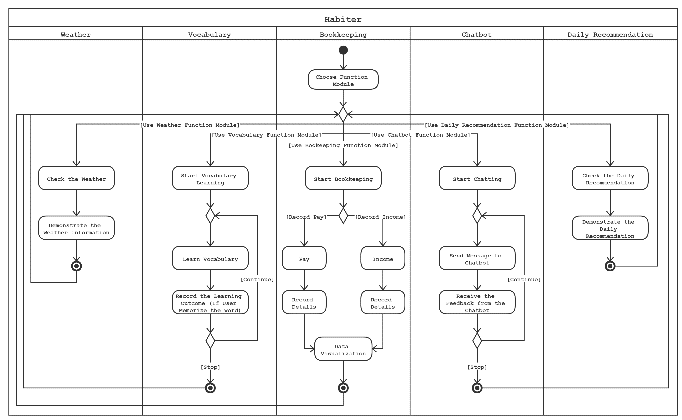 Habiter
Weather
Vocabulary
Bookkeeping
Chatbot
Daily Recommendation
Choose Function
Module
[Use Weather Function Module]
[Use Daily Recommendation Function Module]
[Use Vocabulary Function Module]
[Use Chatbot Function Module]
[Use Bookeeping Function Module]
Check the Weather
Start Vocabulary
Learning
Start Bookkeeping
Start Chatting
Check the Daily
Recommendation
Demonstrate the
Weather Information
[Record Pay]
[Record Income]
Demonstrate the
Daily
Recommendation
Learn Vocabulary
Pay
Income
Send Message to
Chatbot
[Continue]
[Continue]
Record the Learning
Outcome (If User
Memorize the Word)
Record
Details
Record
Details
Receive the
Feedback from the
Chatbot
Data
Visualization
[Stop]
[Stop]